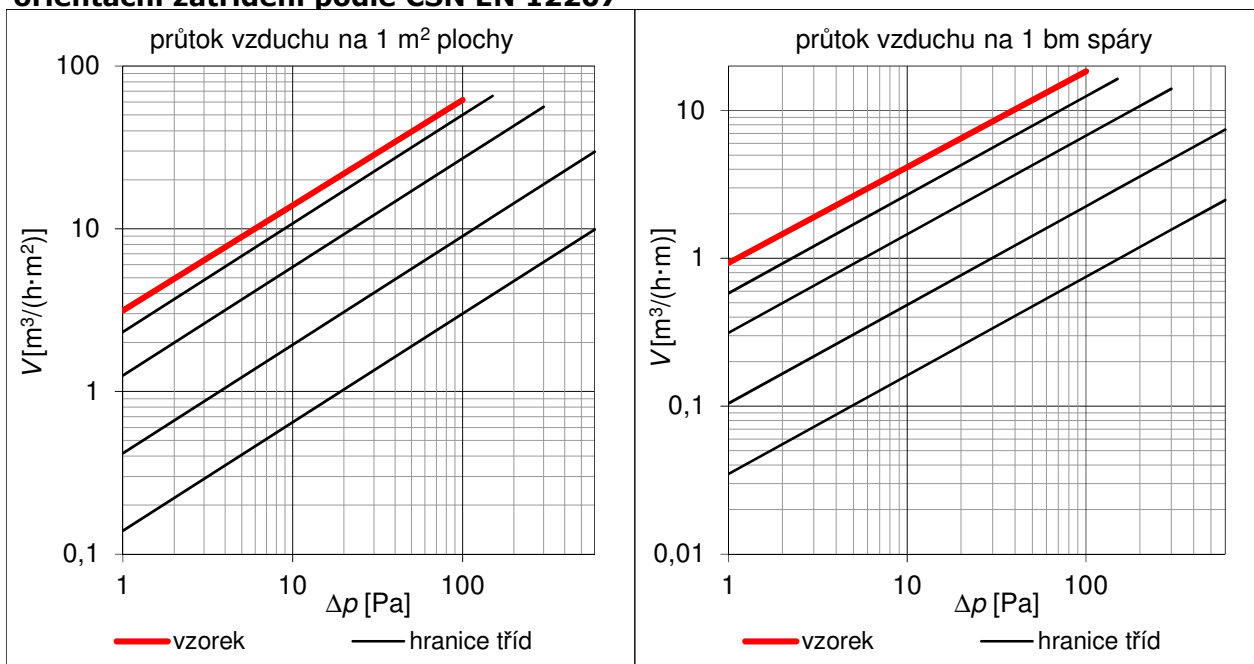 orientační zatřídění podle ČSN EN 12207
průtok vzduchu na 1 m² plochy
100
10
1
0,1
V[m³/(h·m²)]
1
10
100
Δp [Pa]
vzorek
hranice tříd
průtok vzduchu na 1 bm spáry
10
1
0,1
0,01
V[m³/(h·m)]
1
10
100
Δp [Pa]
vzorek
hranice tříd